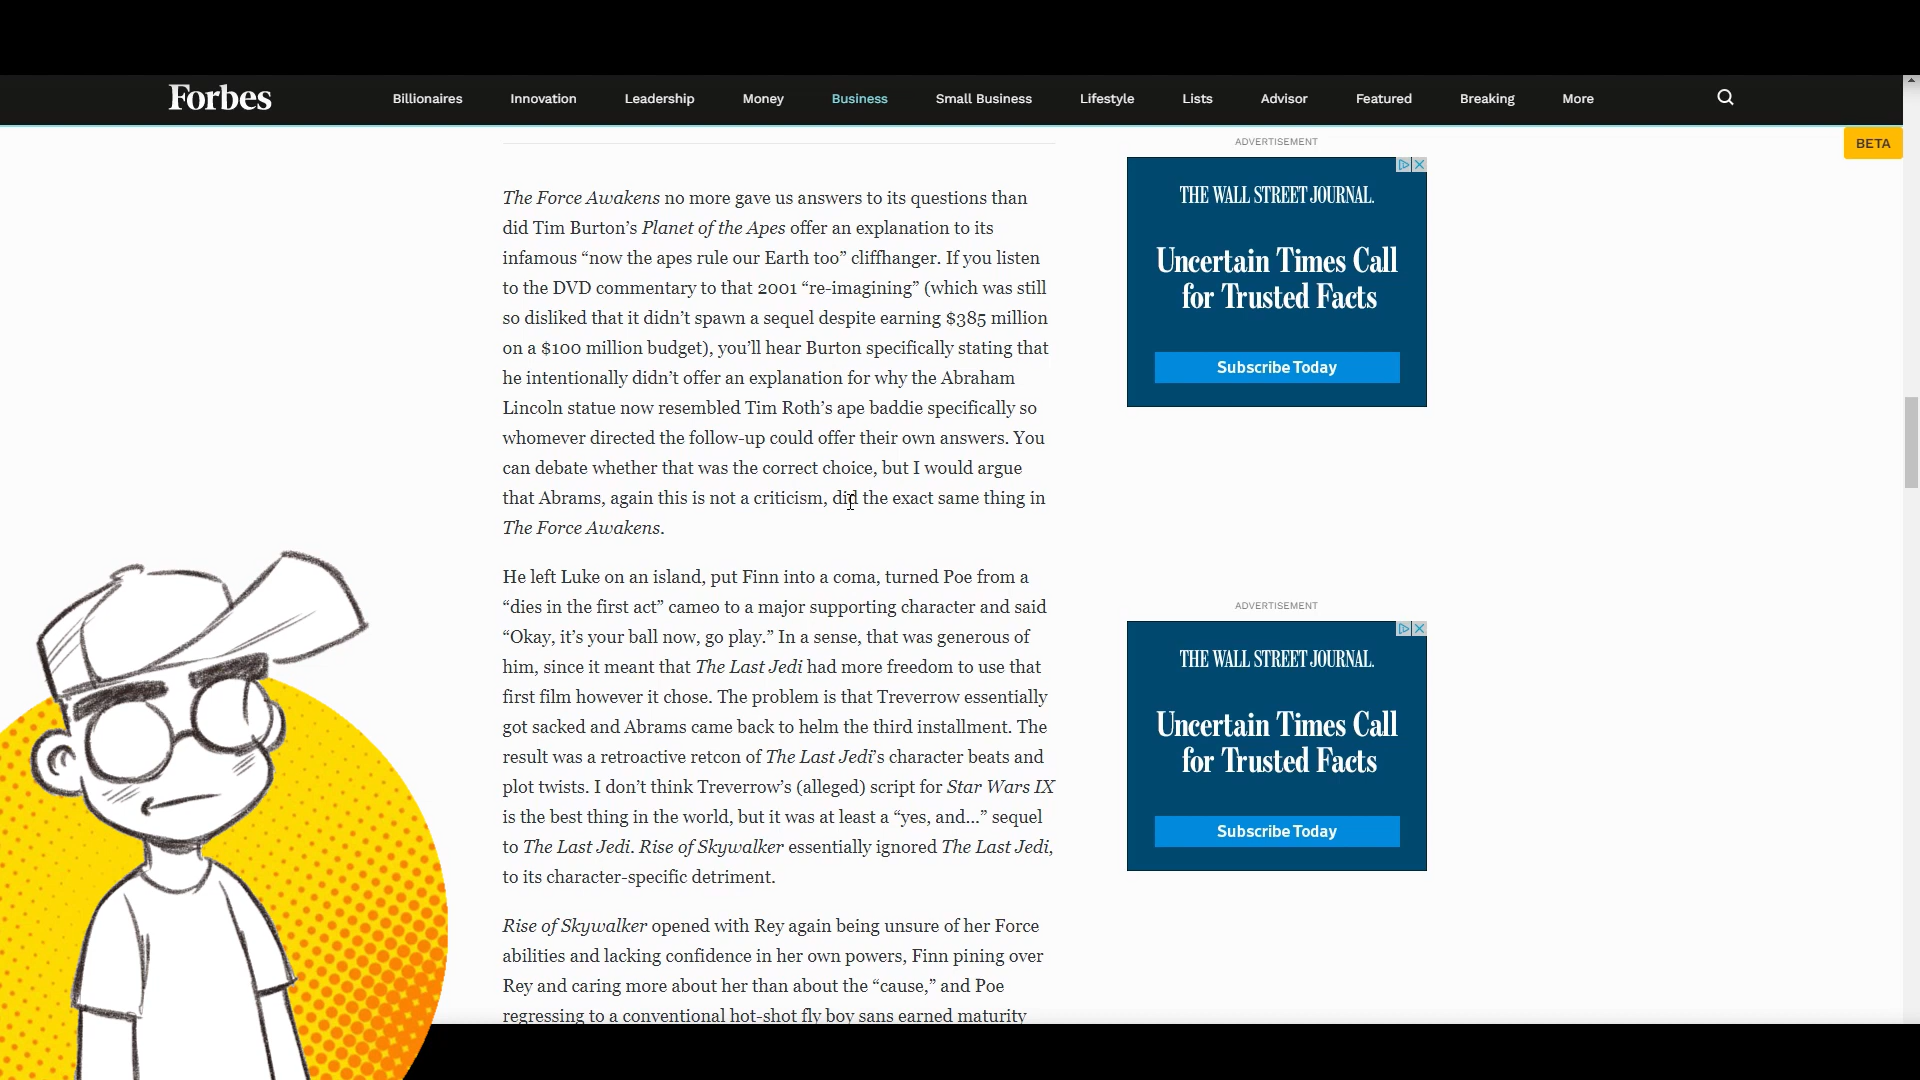 Forbes
Billionaires Innovation Leadership Money Business Small Business Lifestyle Lists Advisor Featured Breaking More
BETA
The Force Awakens no more gave us answers to its questions than
did Tim Burton’s Planet of the Apes offer an explanation to its
infamous “now the apes rule our Earth too” cliffhanger. If you listen
to the DVD commentary to that 2001 “re-imagining” (which was still
so disliked that it didn’t spawn a sequel despite earning $385 million
on a $100 million budget), you’ll hear Burton specifically stating that
he intentionally didn’t offer an explanation for why the Abraham
Lincoln statue now resembled Tim Roth’s ape baddie specifically so
whomever directed the follow-up could offer their own answers. You
can debate whether that was the correct choice, but I would argue
that Abrams, again this is not a criticism, did the exact same thing in
The Force Awakens.
He left Luke on an island, put Finn into a coma, turned Poe from a
“dies in the first act” cameo to a major supporting character and said
“Okay, it’s your ball now, go play.” In a sense, that was generous of
him, since it meant that The Last Jedi had more freedom to use that
first film however it chose. The problem is that Treverrow essentially
got sacked and Abrams came back to helm the third installment. The
result was a retroactive retcon of The Last Jedi’s character beats and
plot twists. I don’t think Treverrow’s (alleged) script for Star Wars IX
is the best thing in the world, but it was at least a “yes, and...” sequel
to The Last Jedi. Rise of Skywalker essentially ignored The Last Jedi,
to its character-specific detriment.
Rise of Skywalker opened with Rey again being unsure of her Force
abilities and lacking confidence in her own powers, Finn pining over
Rey and caring more about her than about the “cause,” and Poe
regressing to a conventional hot-shot fly boy sans earned maturity
ADVERTISEMENT
THE WALL STREET JOURNAL.
Uncertain Times Call
for Trusted Facts
Subscribe Today
ADVERTISEMENT
THE WALL STREET JOURNAL.
Uncertain Times Call
for Trusted Facts
Subscribe Today